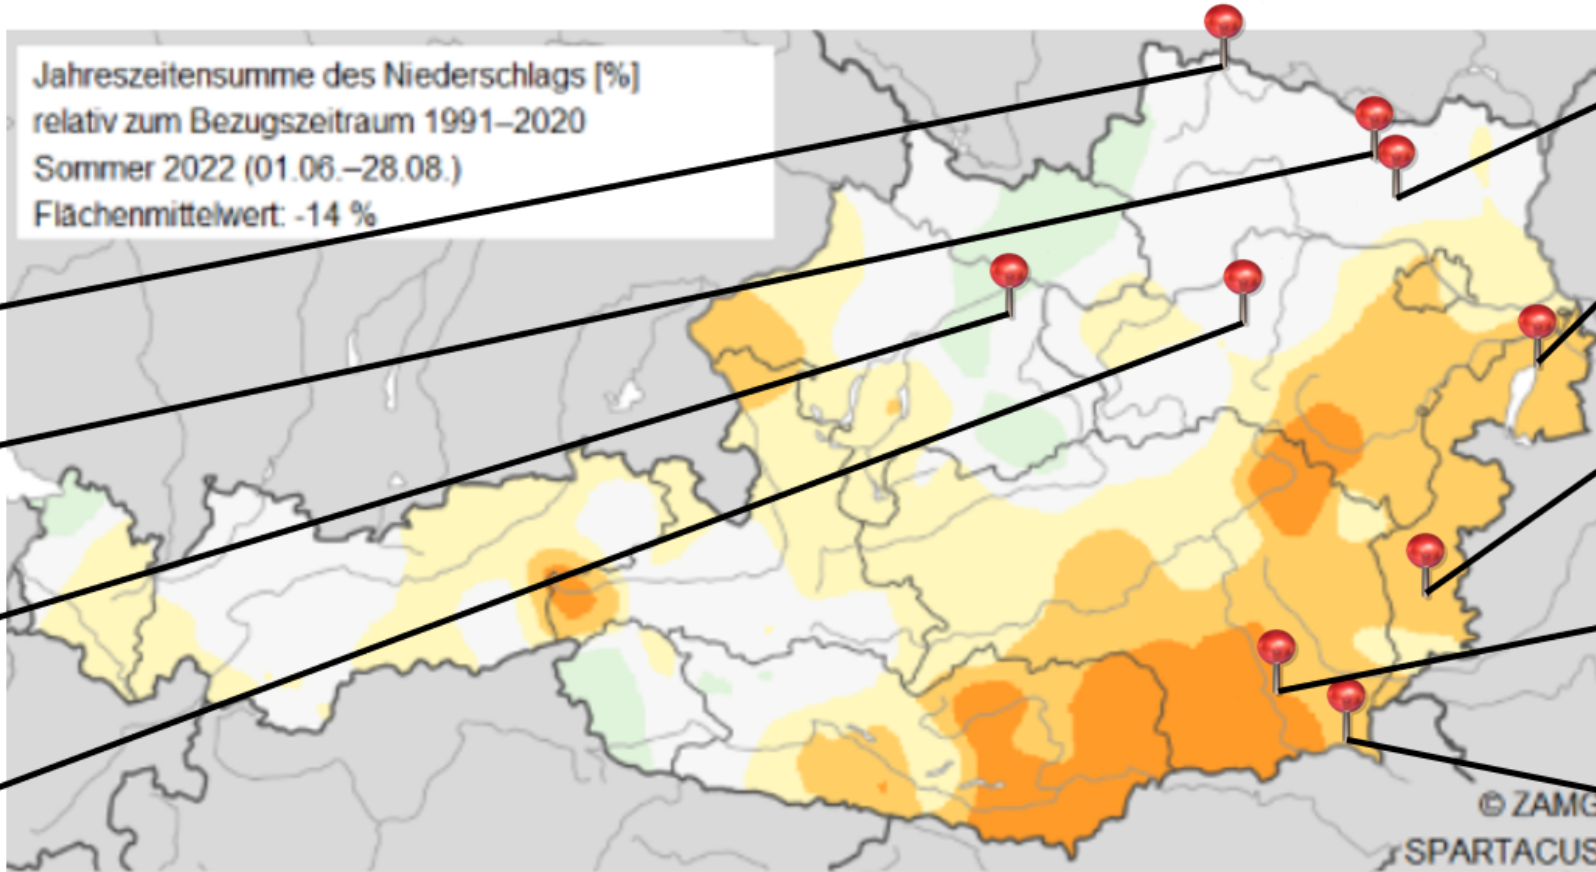 Jahreszeitensumme des Niederschlags [%]
relativ zum Bezugszeitraum 1991–2020
Sommer 2022 (01.06.–28.08.)
Flächenmittelwert: -14 %
© ZAMG
SPARTACUS